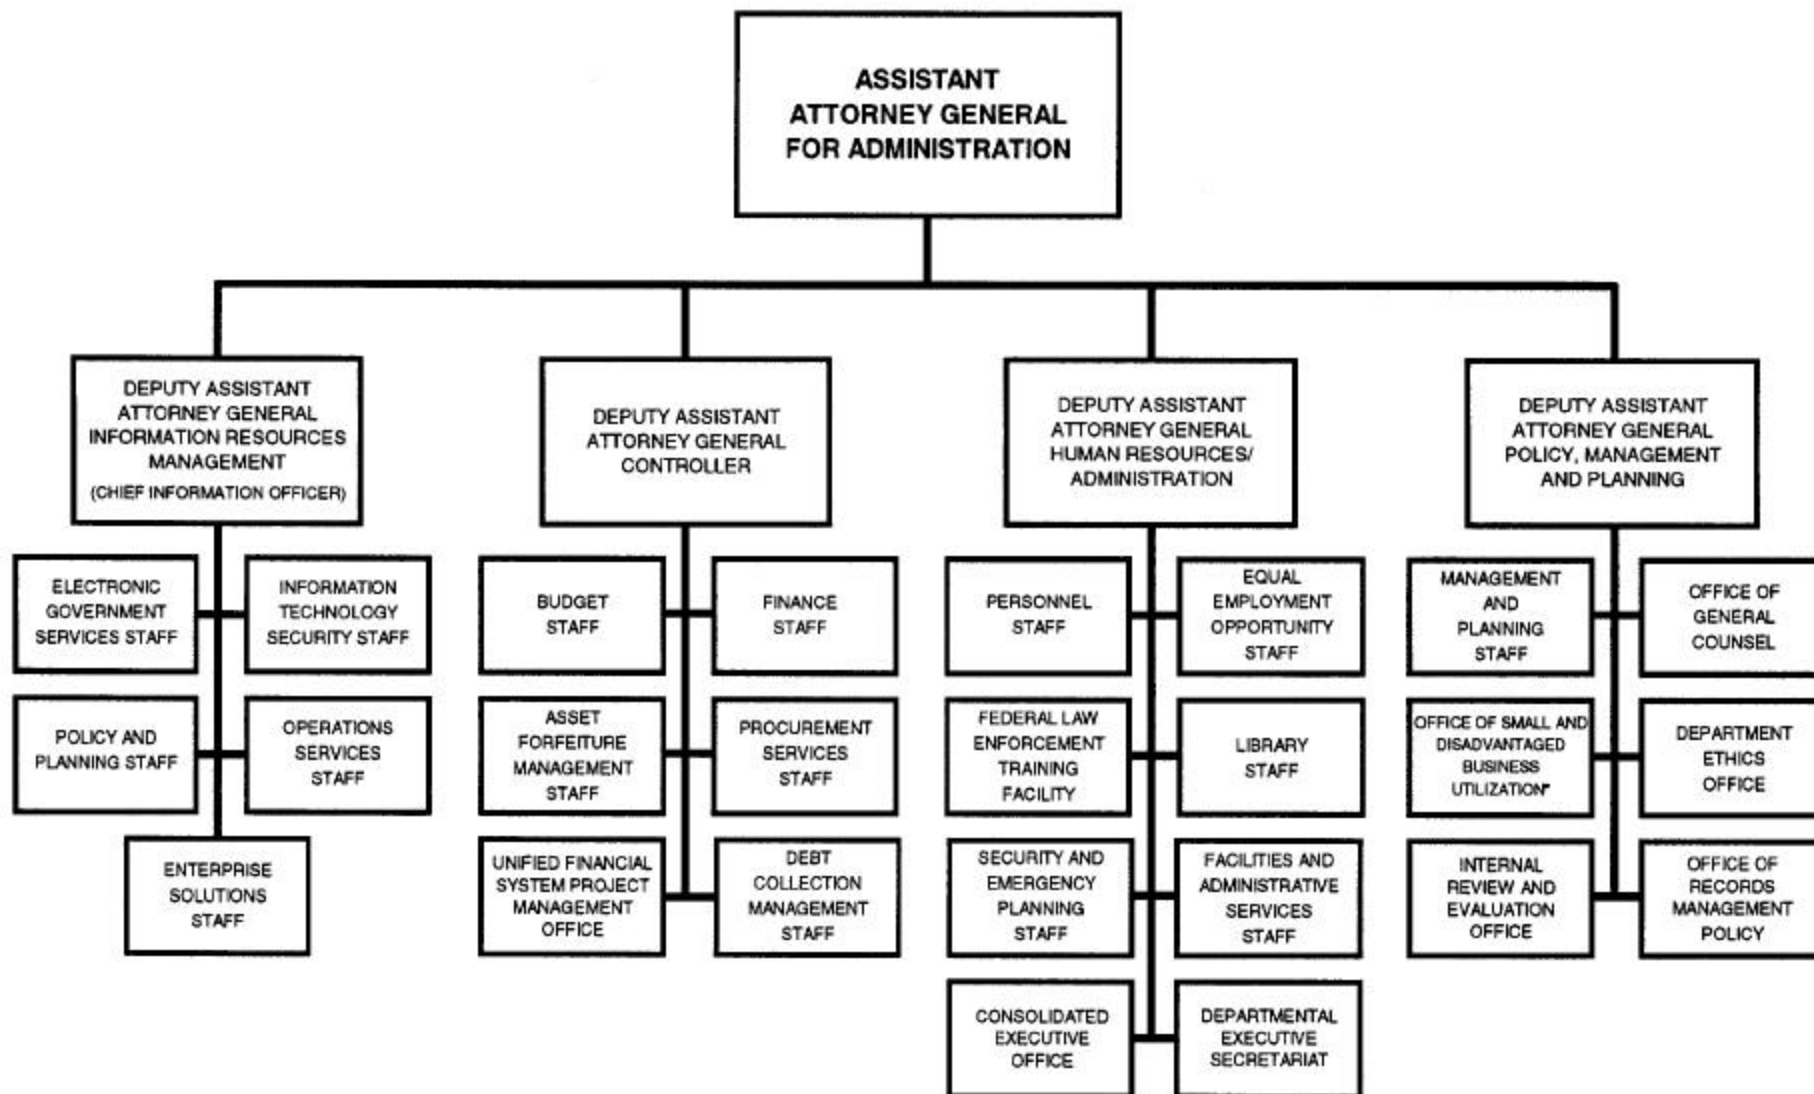 ASSISTANT
ATTORNEY GENERAL
FOR ADMINISTRATION
DEPUTY ASSISTANT
ATTORNEY GENERAL
INFORMATION RESOURCES
MANAGEMENT
(CHIEF INFORMATION OFFICER)
DEPUTY ASSISTANT
ATTORNEY GENERAL
CONTROLLER
DEPUTY ASSISTANT
ATTORNEY GENERAL
HUMAN RESOURCES/
ADMINISTRATION
DEPUTY ASSISTANT
ATTORNEY GENERAL
POLICY, MANAGEMENT
AND PLANNING
ELECTRONIC
GOVERNMENT
SERVICES STAFF
INFORMATION
TECHNOLOGY
SECURITY STAFF
POLICY AND
PLANNING STAFF
OPERATIONS
SERVICES
STAFF
ENTERPRISE
SOLUTIONS
STAFF
BUDGET
STAFF
FINANCE
STAFF
ASSET
FORFEITURE
MANAGEMENT
STAFF
PROCUREMENT
SERVICES
STAFF
UNIFIED FINANCIAL
SYSTEM PROJECT
MANAGEMENT
OFFICE
DEBT
COLLECTION
MANAGEMENT
STAFF
PERSONNEL
STAFF
EQUAL
EMPLOYMENT
OPPORTUNITY
STAFF
FEDERAL LAW
ENFORCEMENT
TRAINING
FACILITY
LIBRARY
STAFF
SECURITY AND
EMERGENCY
PLANNING
STAFF
FACILITIES AND
ADMINISTRATIVE
SERVICES
STAFF
CONSOLIDATED
EXECUTIVE
OFFICE
DEPARTMENTAL
EXECUTIVE
SECRETARIAT
MANAGEMENT
AND
PLANNING
STAFF
OFFICE OF
GENERAL
COUNSEL
OFFICE OF SMALL AND
DISADVANTAGED
BUSINESS
UTILIZATION*
DEPARTMENT
ETHICS
OFFICE
INTERNAL
REVIEW AND
EVALUATION
OFFICE
OFFICE OF
RECORDS
MANAGEMENT
POLICY